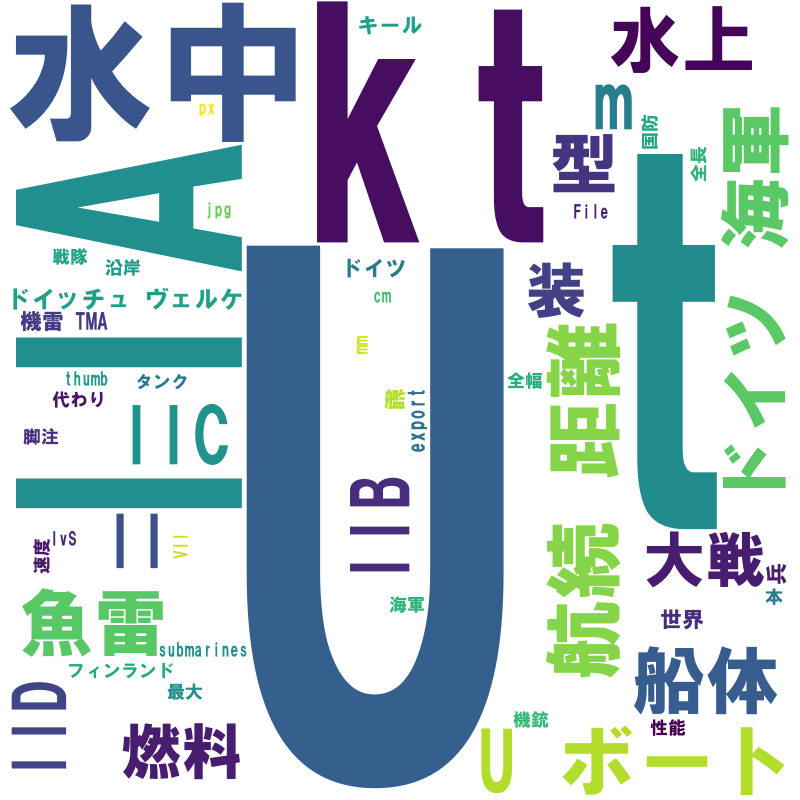 水中
k
t
水上
キール
px
m
型
国防
全長
海軍
IIA
jpg
File
t
戦隊
沿岸
ドイツ
装
cm
ドイッチュ ヴェルケ
機雷 TMA
mm
距離
ドイツ
thumb
タンク
代わり
全幅
艦
export
脚注
IIC
U
IIB
II
VII
IvS
速度
航続
大戦
兵
本
海軍
世界
魚雷
submarines
フィンランド
最大
船体
IID
機銃
性能
燃料
U ボート